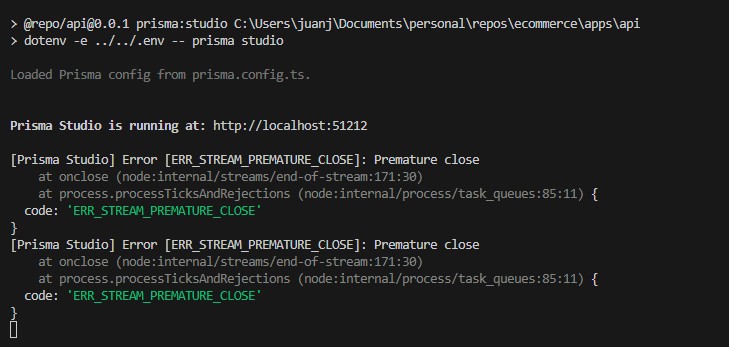 > @repo/api@0.0.1 prisma:studio C:\Users\juanj\Documents\personal\repos\ecommerce\apps\api
> dotenv -e ../../.env -- prisma studio
Loaded Prisma config from prisma.config.ts.
Prisma Studio is running at: http://localhost:51212
[Prisma Studio] Error [ERR_STREAM_PREMATURE_CLOSE]: Premature close
    at onclose (node:internal/streams/end-of-stream:171:30)
    at process.processTicksAndRejections (node:internal/process/task_queues:85:11) {
  code: 'ERR_STREAM_PREMATURE_CLOSE'
}
[Prisma Studio] Error [ERR_STREAM_PREMATURE_CLOSE]: Premature close
    at onclose (node:internal/streams/end-of-stream:171:30)
    at process.processTicksAndRejections (node:internal/process/task_queues:85:11) {
  code: 'ERR_STREAM_PREMATURE_CLOSE'
}